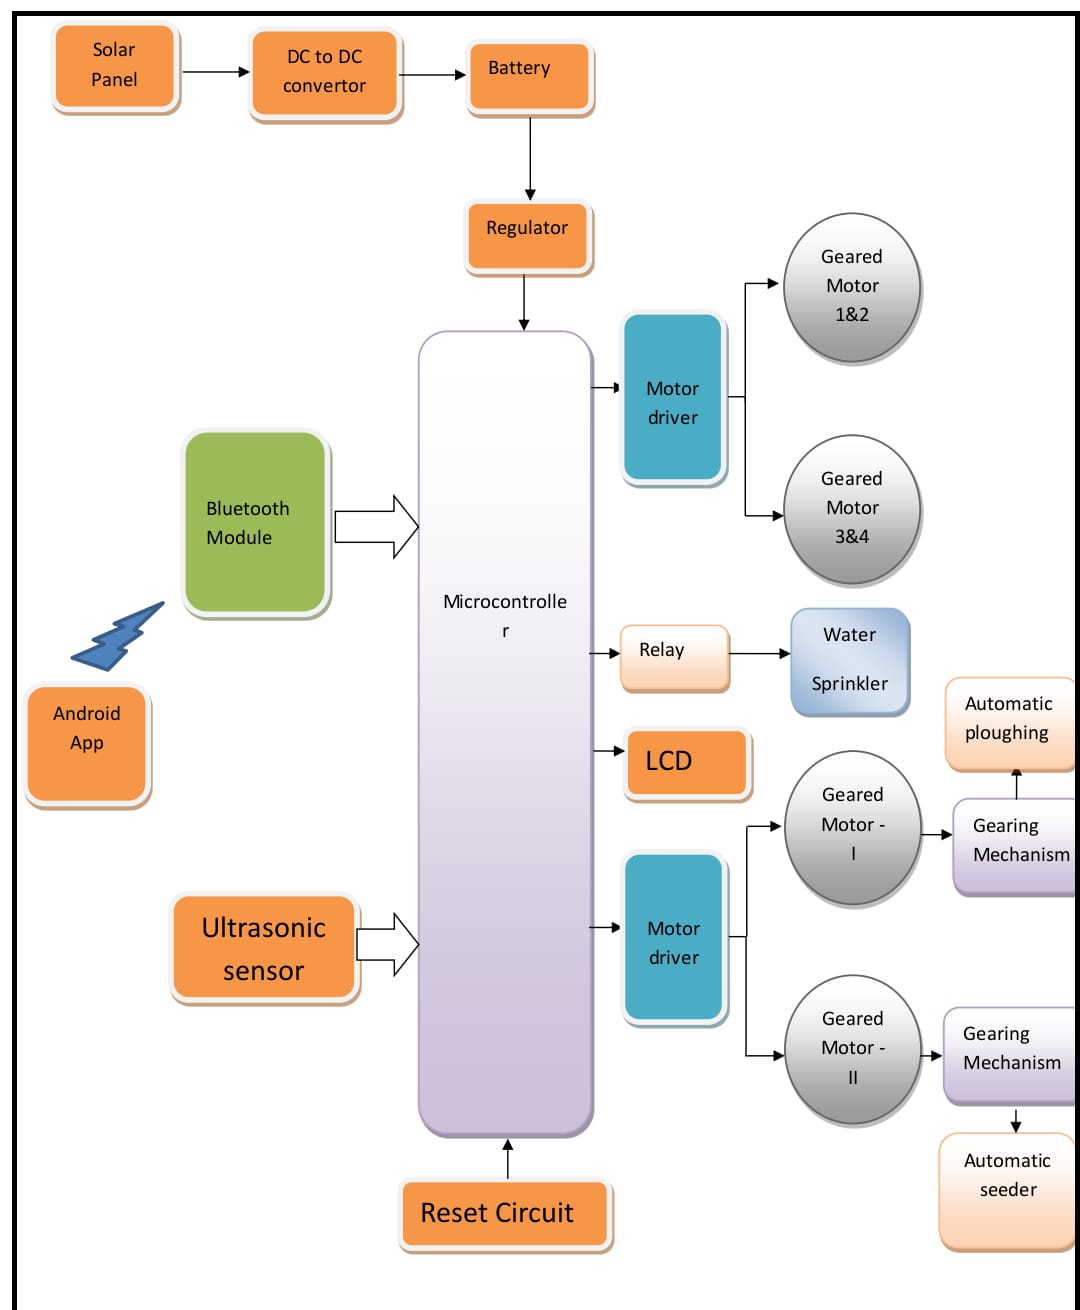 Solar
Panel
DC to DC
convertor
Battery
Regulator
Geared
Motor
1&2
Motor
driver
Geared
Motor
3&4
Bluetooth
Module
Microcontrolle
r
Relay
Water
Sprinkler
Android
App
LCD
Automatic
ploughing
Geared
Motor -
I
Gearing
Mechanism
Ultrasonic
sensor
Motor
driver
Geared
Motor -
II
Gearing
Mechanism
Automatic
seeder
Reset Circuit